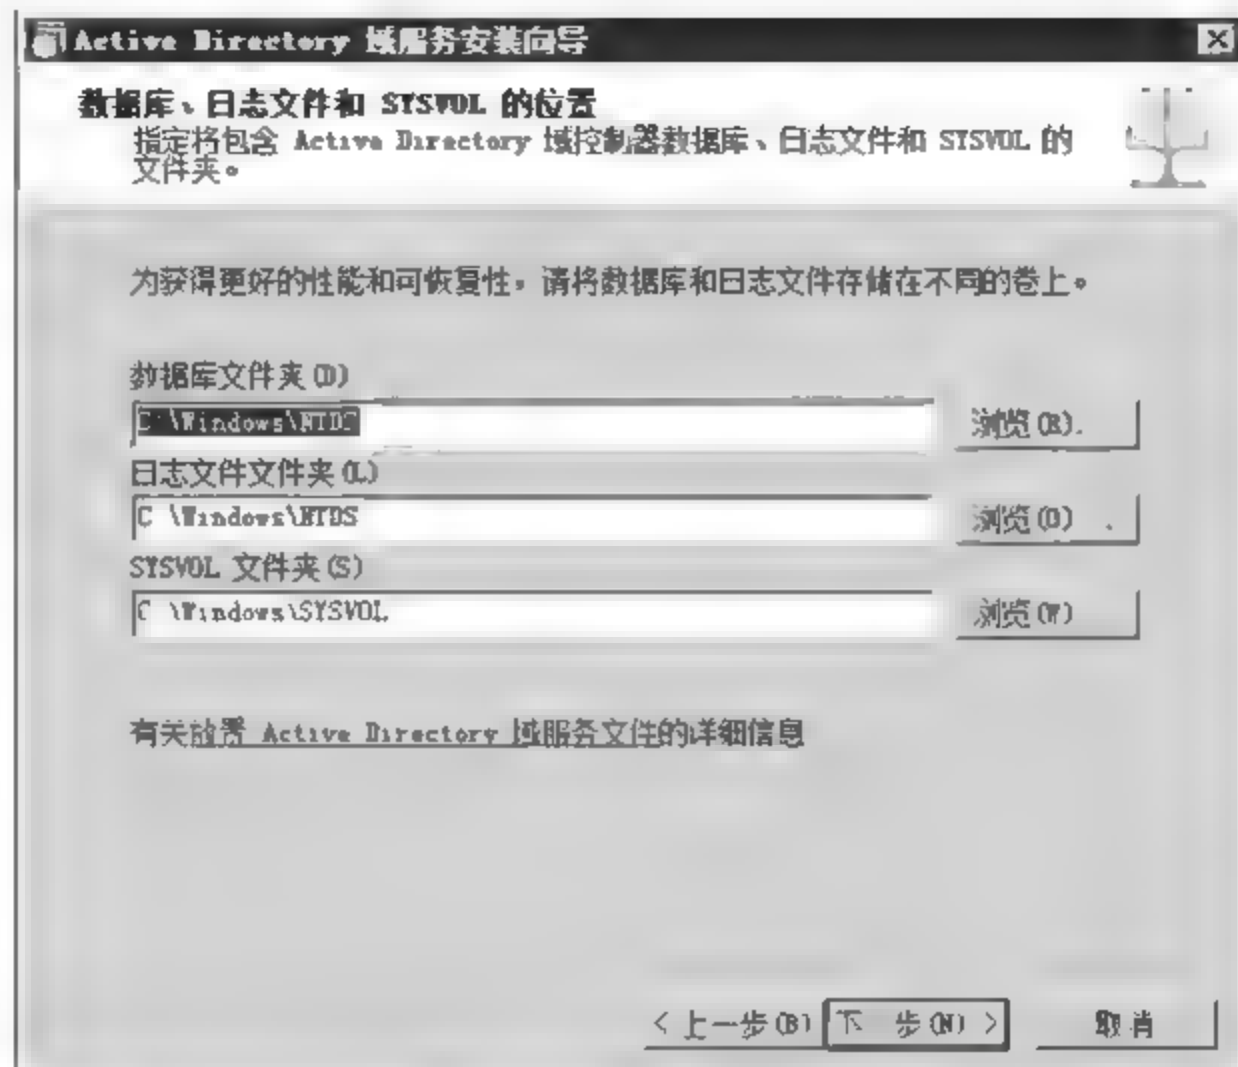 Active Directory 域服务安装向导
数据库、日志文件和 SYSVOL 的位置
指定将包含 Active Directory 域控制器数据库、日志文件和 SYSVOL 的
文件夹。
为获得更好的性能和可恢复性，请将数据库和日志文件存储在不同的卷上。
数据库文件夹(D)
C:\Windows\NTDS
浏览(R).
日志文件文件夹(L)
C \Windows\NTDS
浏览(O) .
SYSVOL 文件夹(S)
C \Windows\SYSVOL
浏览(W)
有关放置 Active Directory 域服务文件的详细信息
< 上一步(B) 下 步(N) > 取消